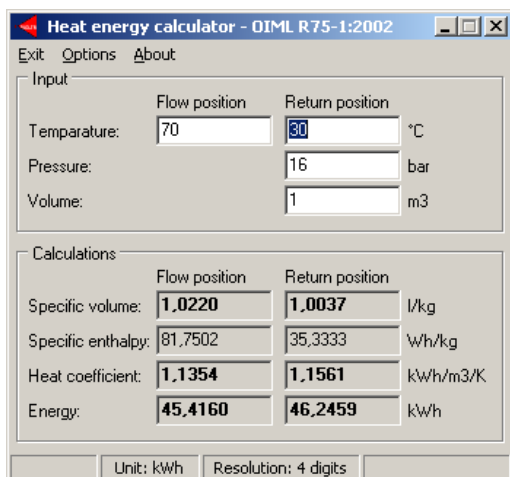 Heat energy calculator - OIML R75-1:2002
Exit Options About
Input
Flow position Return position
Temparature: 70 30 °C
Pressure: 16 bar
Volume: 1 m3
Calculations
Flow position Return position
Specific volume: 1,0220 1,0037 l/kg
Specific enthalpy: 81,7502 35,3333 Wh/kg
Heat coefficient: 1,1354 1,1561 kWh/m3/K
Energy: 45,4160 46,2459 kWh
Unit: kWh Resolution: 4 digits